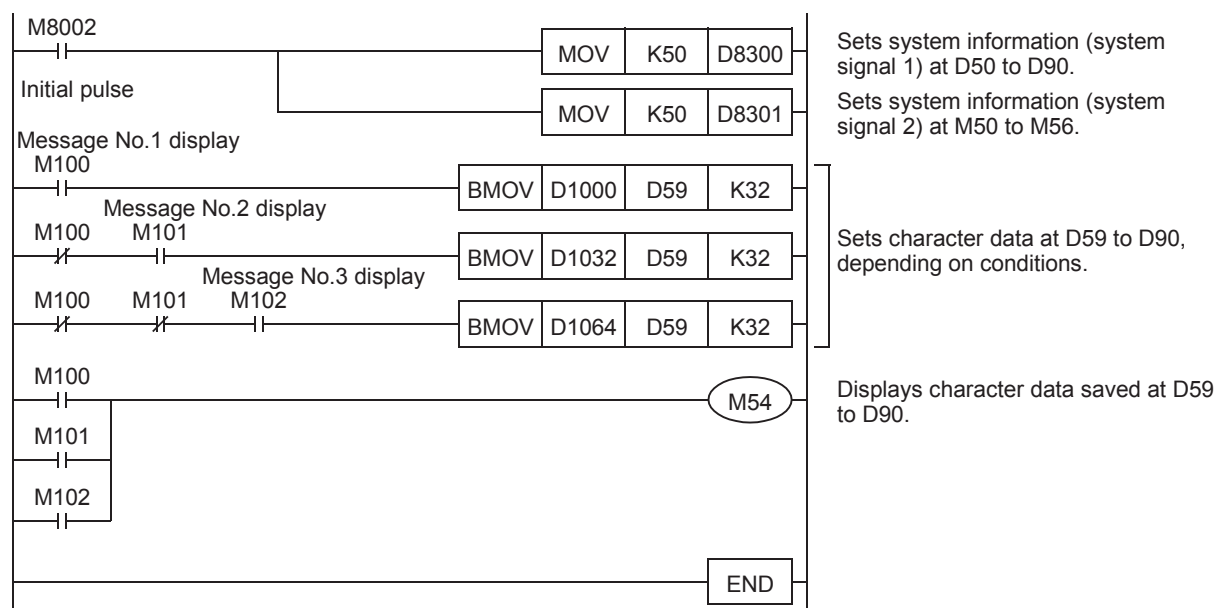 M8002
MOV K50 D8300
Sets system information (system
signal 1) at D50 to D90.
Initial pulse
MOV K50 D8301
Sets system information (system
signal 2) at M50 to M56.
Message No.1 display
M100
BMOV D1000 D59 K32
Message No.2 display
M100 M101
BMOV D1032 D59 K32
Sets character data at D59 to D90,
depending on conditions.
Message No.3 display
M100 M101 M102
BMOV D1064 D59 K32
M100
M54
Displays character data saved at D59
to D90.
M101
M102
END